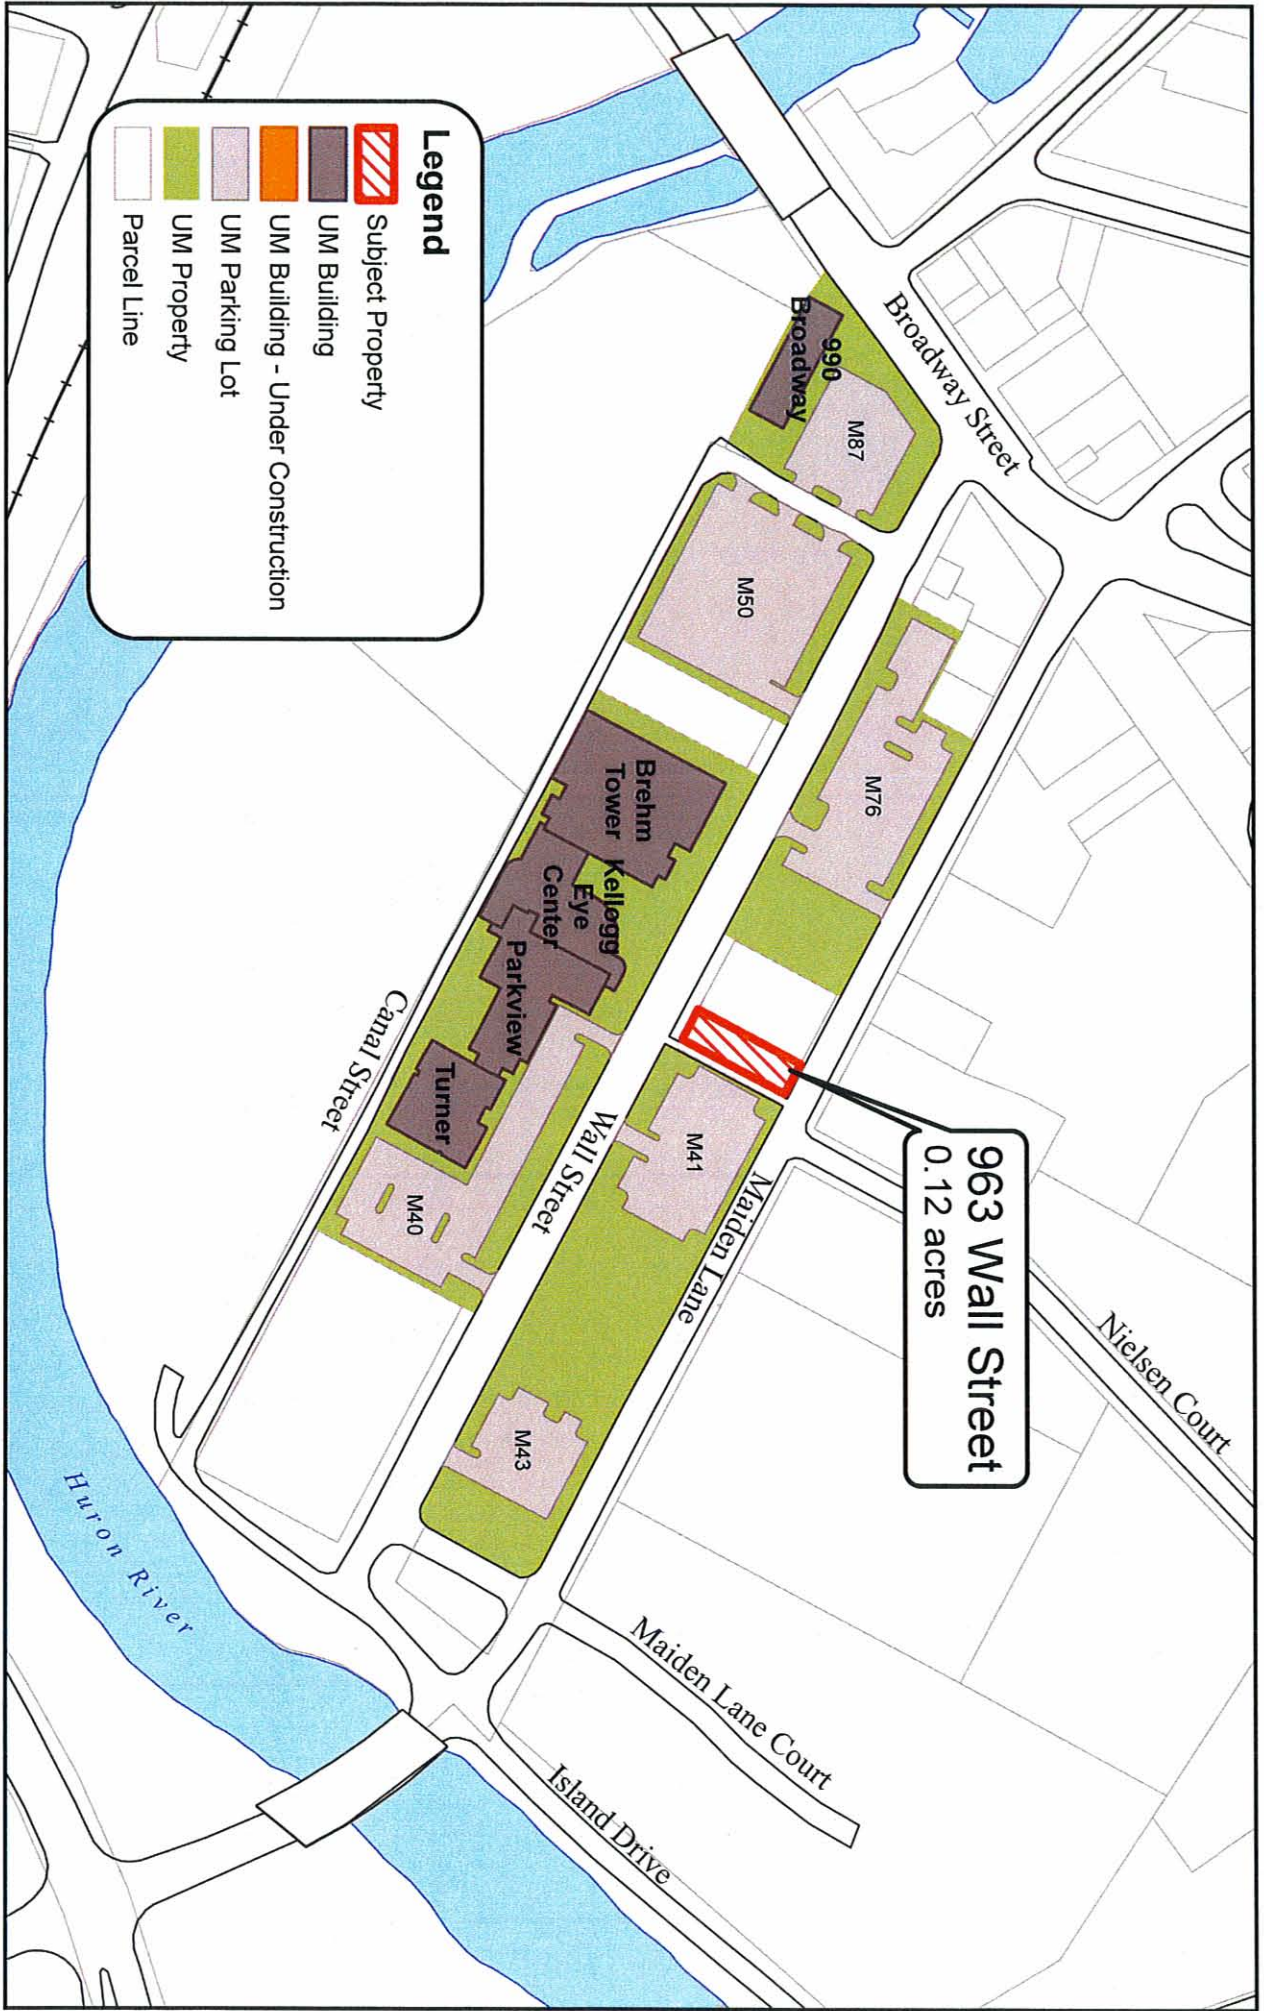 Legend
Subject Property
UM Building
UM Building - Under Construction
UM Parking Lot
UM Property
Parcel Line
Broadway Street
990
Broadway
M87
M50
M76
Brehm
Tower
Kellogg
Eye
Center
Parkview
Turner
M40
M41
M43
Canal Street
Wall Street
Maiden Lane
963 Wall Street
0.12 acres
Nielsen Court
Maiden Lane Court
Island Drive
Huron River